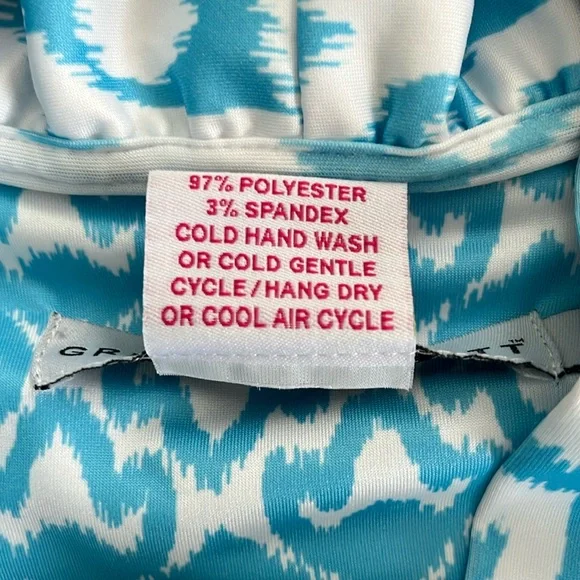 97% POLYESTER
3% SPANDEX
COLD HAND WASH
OR COLD GENTLE
CYCLE/HANG DRY
OR COOL AIR CYCLE